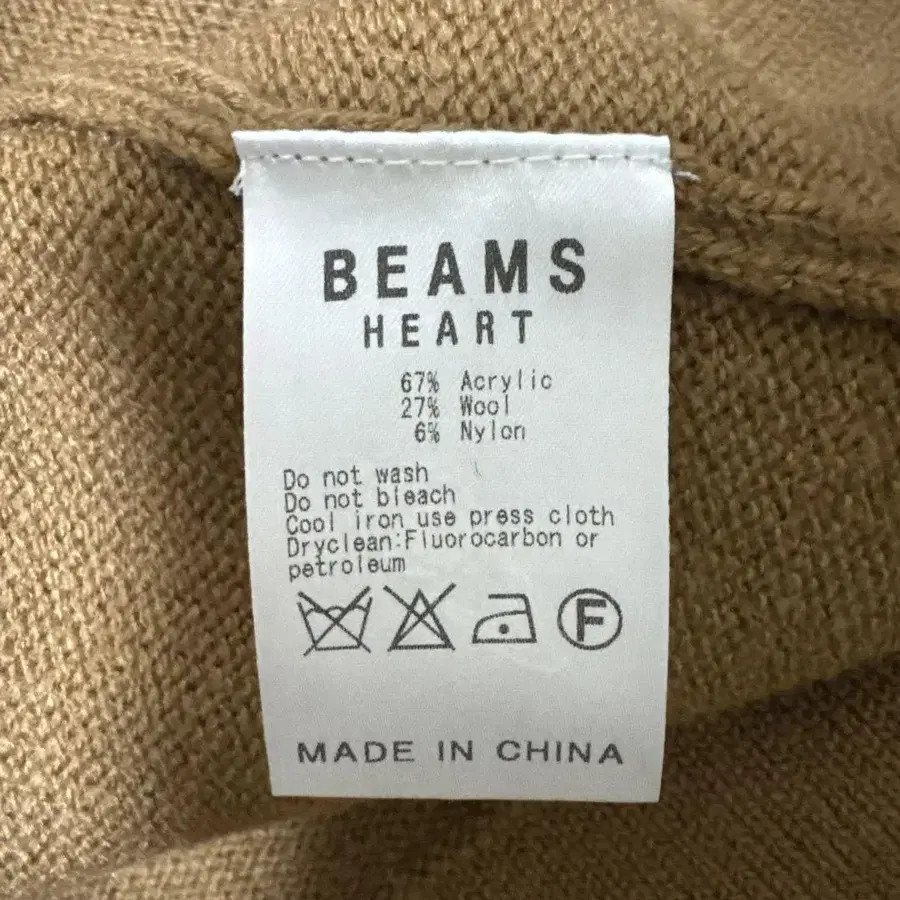 BEAMS
HEART
67% Acrylic
27% Wool
6% Nylon
Do not wash
Do not bleach
Cool iron use press cloth
Dryclean:Fluorocarbon or
petroleum
F
MADE IN CHINA